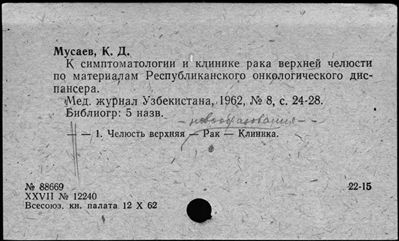 Мусаев, К. Д.
К симптоматологии и клинике рака верхней челюсти
по материалам Республиканского онкологического дис-
пансера.
Мед. журнал Узбекистана, 1962, № 8, с. 24-28.
Библиогр: 5 назв.
- новообразования -
— 1. Челюсть верхняя — Рак — Клиника.
№ 88669
22-15
XXVII № 12240
Всесоюз. кн. палата 12 X 62